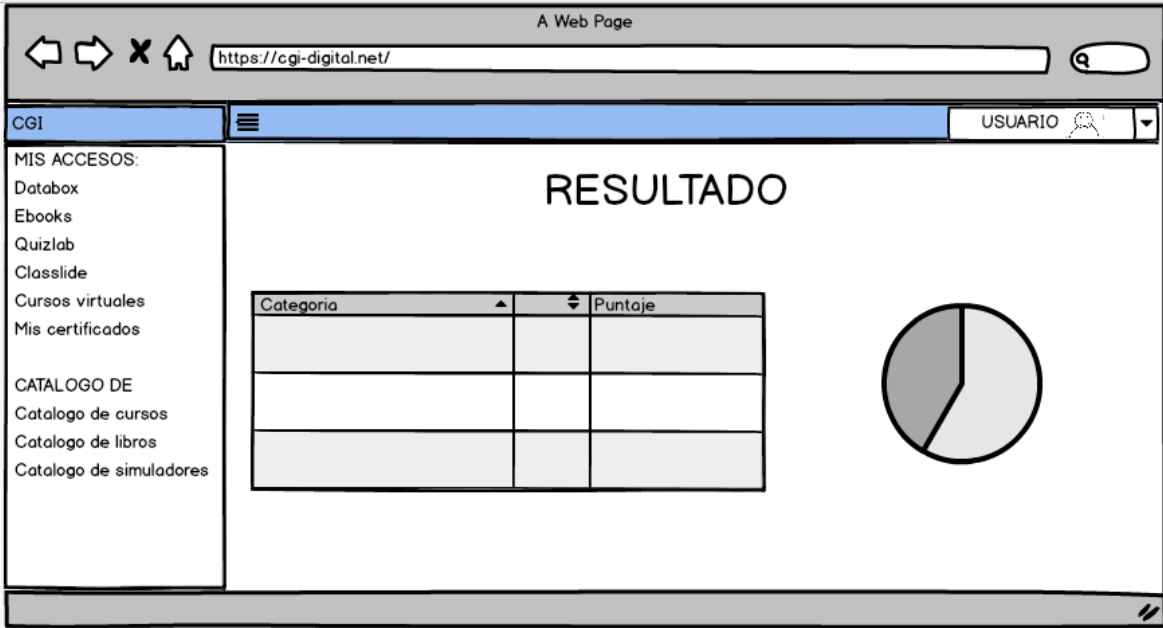 A Web Page
https://cgi-digital.net/
CGI
USUARIO
MIS ACCESOS:
Databox
Ebooks
Quizlab
Classlide
Cursos virtuales
Mis certificados
CATALOGO DE
Catalogo de cursos
Catalogo de libros
Catalogo de simuladores
RESULTADO
Categoria Puntaje